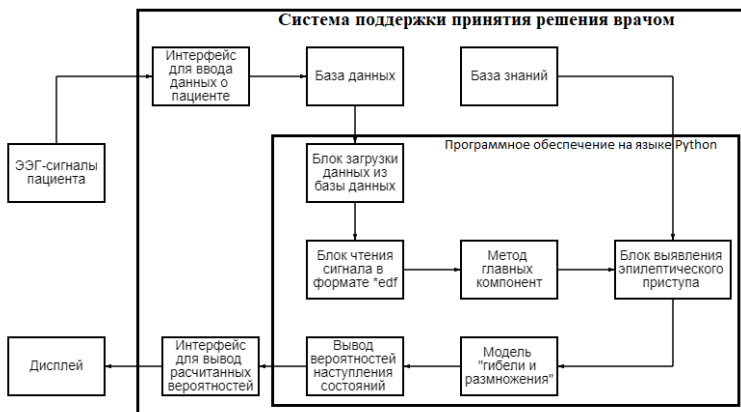 Система поддержки принятия решения врачом
Интерфейс
для ввода
данных о
пациенте
База данных
База знаний
Программное обеспечение на языке Python
ЭЭГ-сигналы
пациента
Блок загрузки
данных из
базы данных
Блок чтения
сигнала в
формате *edf
Метод
главных
компонент
Блок выявления
эпилептического
приступа
Дисплей
Интерфейс
для вывод
расчитанных
вероятностей
Вывод
вероятностей
наступления
состояний
Модель
"гибели и
размножения"